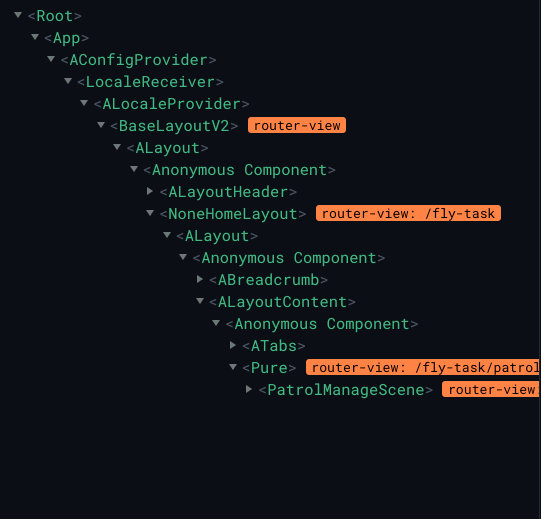 <Root>
<App>
<AConfigProvider>
<LocaleReceiver>
<ALocaleProvider>
<BaseLayoutV2> router-view
<ALayout>
<Anonymous Component>
<ALayoutHeader>
<NoneHomeLayout> router-view: /fly-task
<ALayout>
<Anonymous Component>
<ABreadcrumb>
<ALayoutContent>
<Anonymous Component>
<ATabs>
<Pure> router-view: /fly-task/patrol
<PatrolManageScene> router-view